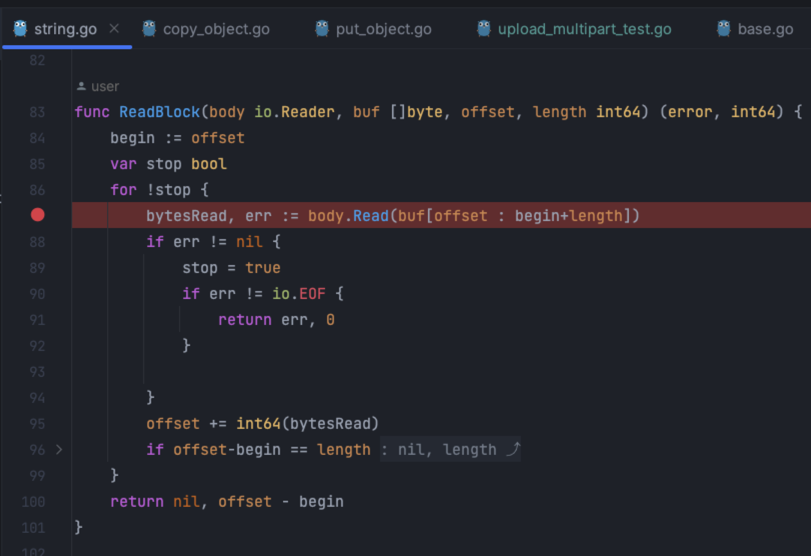 string.go × copy_object.go put_object.go upload_multipart_test.go base.go
82
user
83 func ReadBlock(body io.Reader, buf []byte, offset, length int64) (error, int64) {
84 begin := offset
85 var stop bool
86 for !stop {
bytesRead, err := body.Read(buf[offset : begin+length])
88 if err != nil {
89 stop = true
90 if err != io.EOF {
91 return err, 0
92 }
93
94 }
95 offset += int64(bytesRead)
96 if offset-begin == length : nil, length
99 }
100 return nil, offset - begin
101 }
102